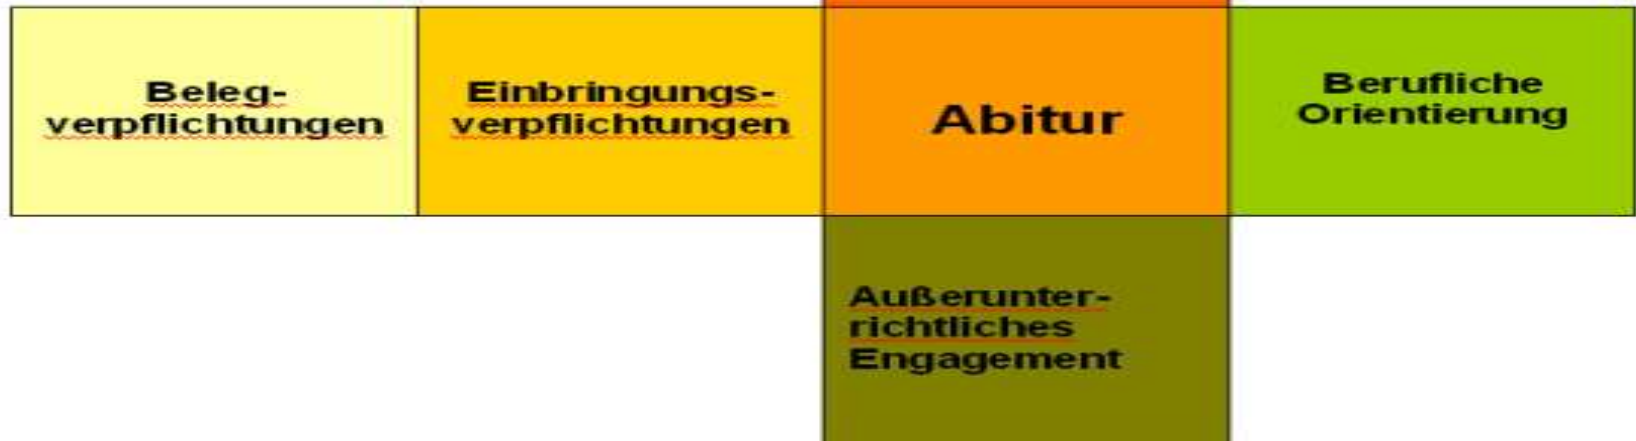 Beleg-
verpflichtungen
Einbringungs-
verpflichtungen
Abitur
Berufliche
Orientierung
Außerunter-
richtliches
Engagement